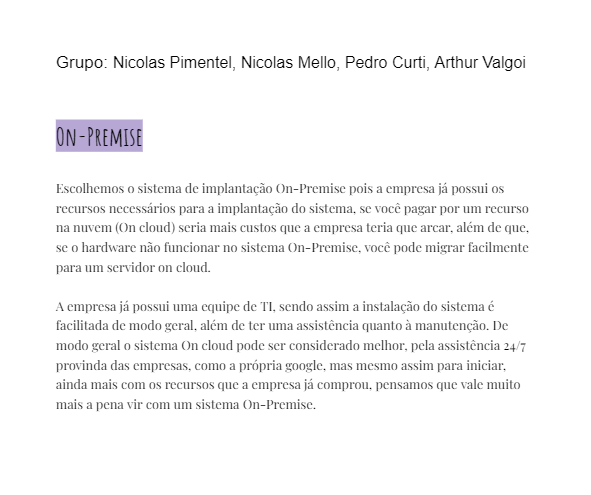 Grupo: Nicolas Pimentel, Nicolas Mello, Pedro Curti, Arthur Valgoi
On-Premise
Escolhemos o sistema de implantação On-Premise pois a empresa já possui os
recursos necessários para a implantação do sistema, se você pagar por um recurso
na nuvem (On cloud) seria mais custos que a empresa teria que arcar, além de que,
se o hardware não funcionar no sistema On-Premise, você pode migrar facilmente
para um servidor on cloud.
A empresa já possui uma equipe de TI, sendo assim a instalação do sistema é
facilitada de modo geral, além de ter uma assistência quanto à manutenção. De
modo geral o sistema On cloud pode ser considerado melhor, pela assistência 24/7
provinda das empresas, como a própria google, mas mesmo assim para iniciar,
ainda mais com os recursos que a empresa já comprou, pensamos que vale muito
mais a pena vir com um sistema On-Premise.